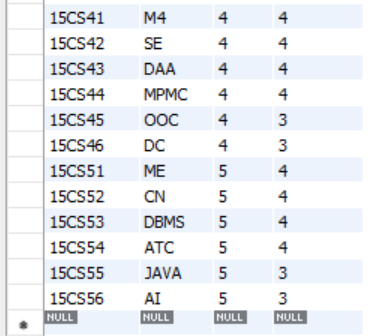 15CS41 M4 4 4
15CS42 SE 4 4
15CS43 DAA 4 4
15CS44 MPMC 4 4
15CS45 OOC 4 3
15CS46 DC 4 3
15CS51 ME 5 4
15CS52 CN 5 4
15CS53 DBMS 5 4
15CS54 ATC 5 4
15CS55 JAVA 5 3
15CS56 AI 5 3
NULL NULL NULL NULL